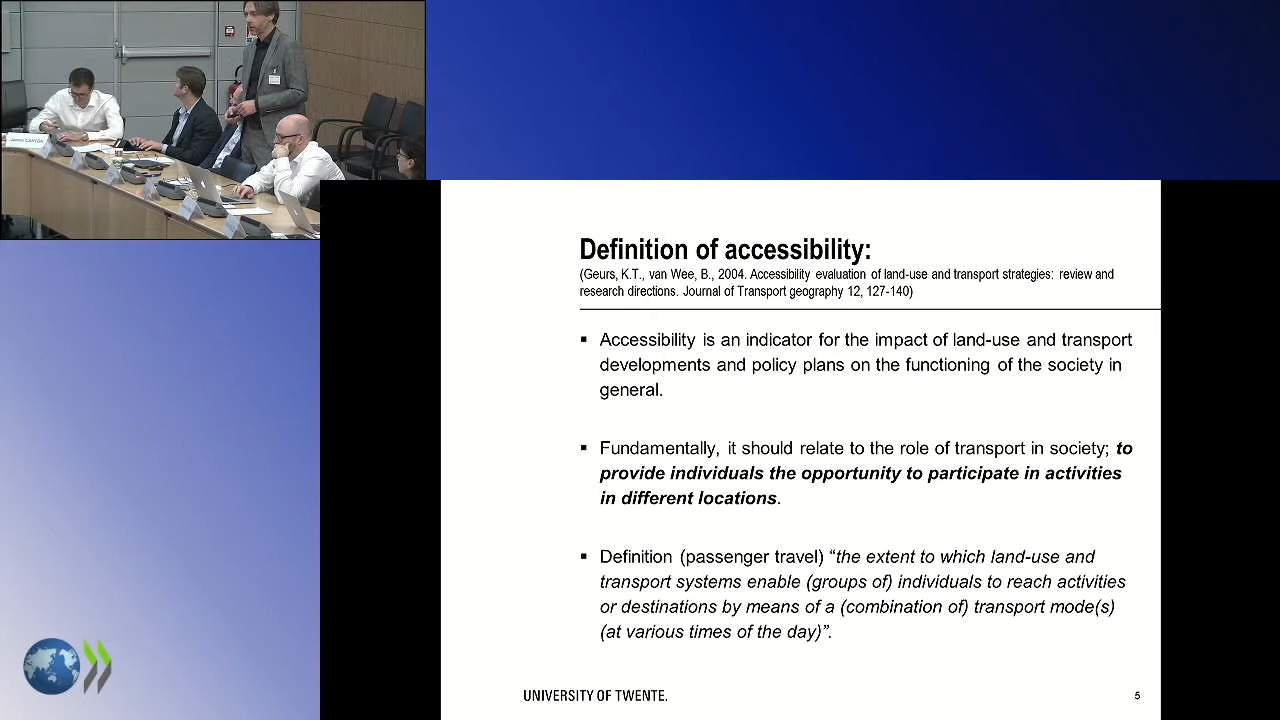 Definition of accessibility:
(Geurs, K.T., van Wee, B., 2004. Accessibility evaluation of land-use and transport strategies: review and
research directions. Journal of Transport geography 12, 127-140)
▪ Accessibility is an indicator for the impact of land-use and transport
developments and policy plans on the functioning of the society in
general.
▪ Fundamentally, it should relate to the role of transport in society; to
provide individuals the opportunity to participate in activities
in different locations.
▪ Definition (passenger travel) “the extent to which land-use and
transport systems enable (groups of) individuals to reach activities
or destinations by means of a (combination of) transport mode(s)
(at various times of the day)”.
UNIVERSITY OF TWENTE.
5